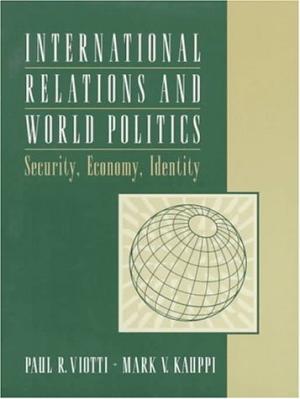 INTERNATIONAL
RELATIONS AND
WORLD POLITICS
Security, Economy, Identity
PAUL R. VIOTTI · MARK V. KAUPPI